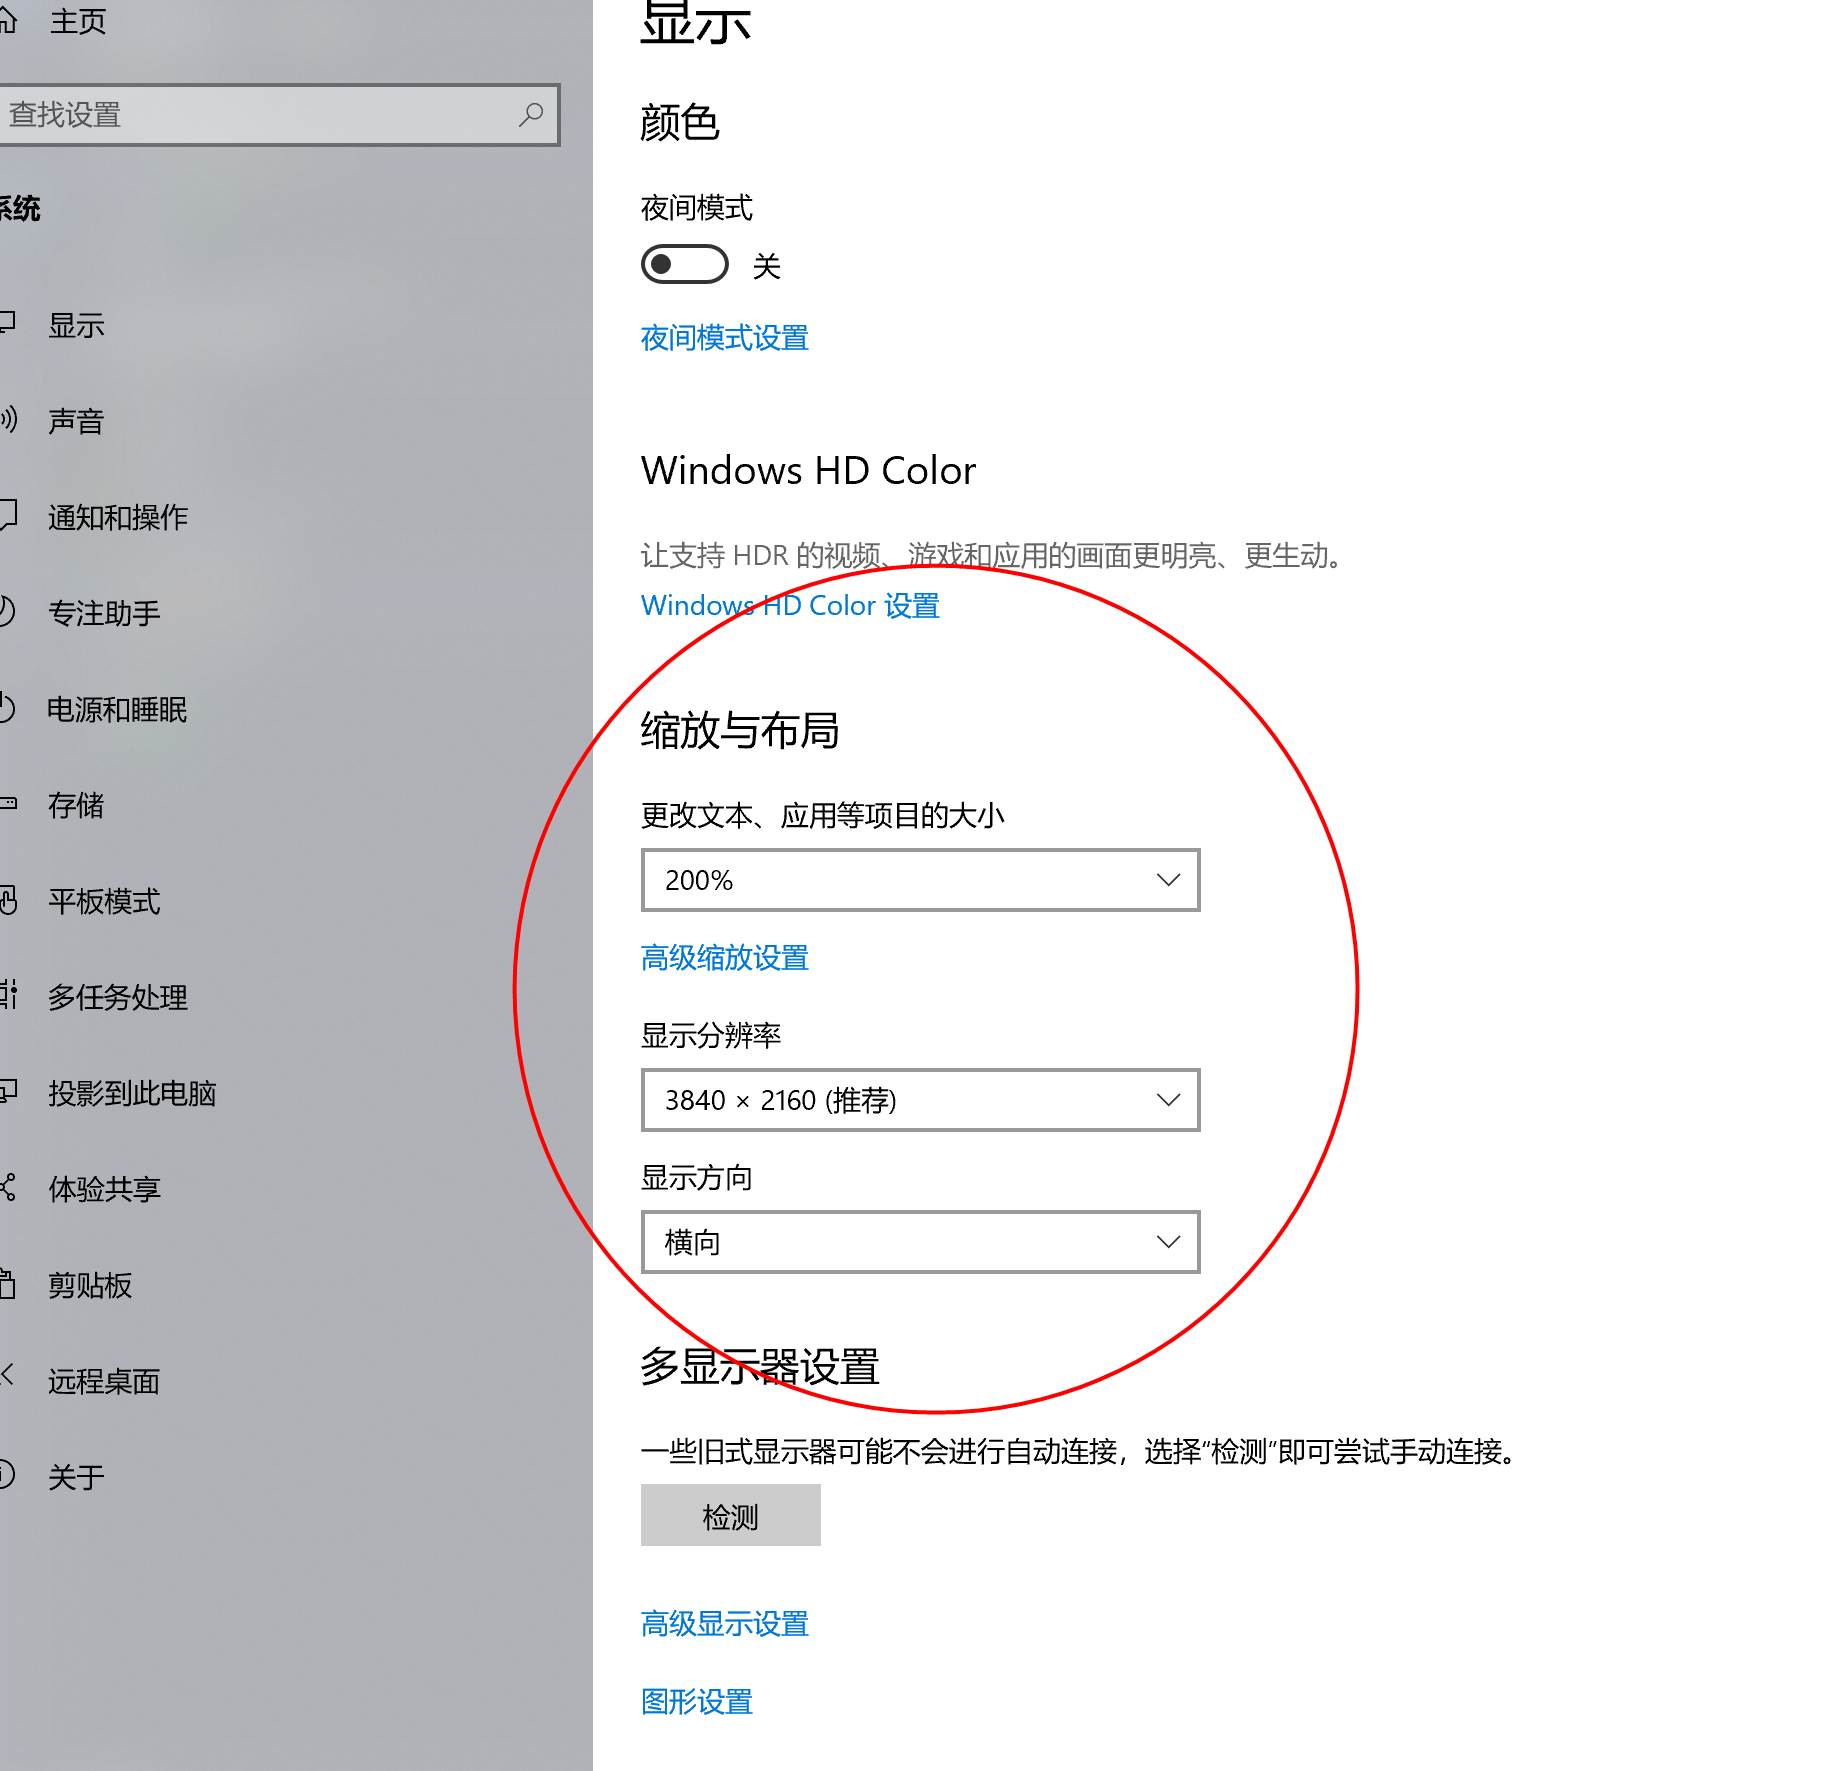 主页
查找设置
系统
显示
声音
通知和操作
专注助手
电源和睡眠
存储
平板模式
多任务处理
投影到此电脑
体验共享
剪贴板
远程桌面
关于
显示
颜色
夜间模式
关
夜间模式设置
Windows HD Color
让支持 HDR 的视频、游戏和应用的画面更明亮、更生动。
Windows HD Color 设置
缩放与布局
更改文本、应用等项目的大小
200%
高级缩放设置
显示分辨率
3840 × 2160 (推荐)
显示方向
横向
多显示器设置
一些旧式显示器可能不会进行自动连接，选择“检测”即可尝试手动连接。
检测
高级显示设置
图形设置